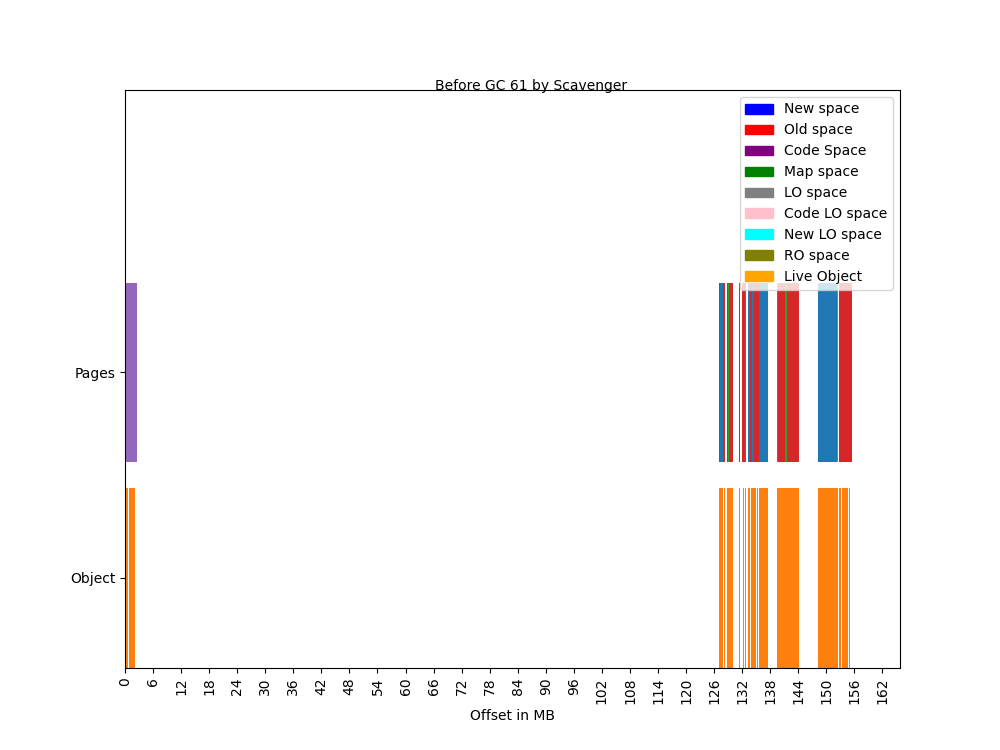 Before GC 61 by Scavenger
New space
Old space
Code Space
Map space
LO space
Code LO space
New LO space
RO space
Live Object
Pages
Object
0 6 12 18 24 30 36 42 48 54 60 66 72 78 84 90 96 102 108 114 120 126 132 138 144 150 156 162
Offset in MB